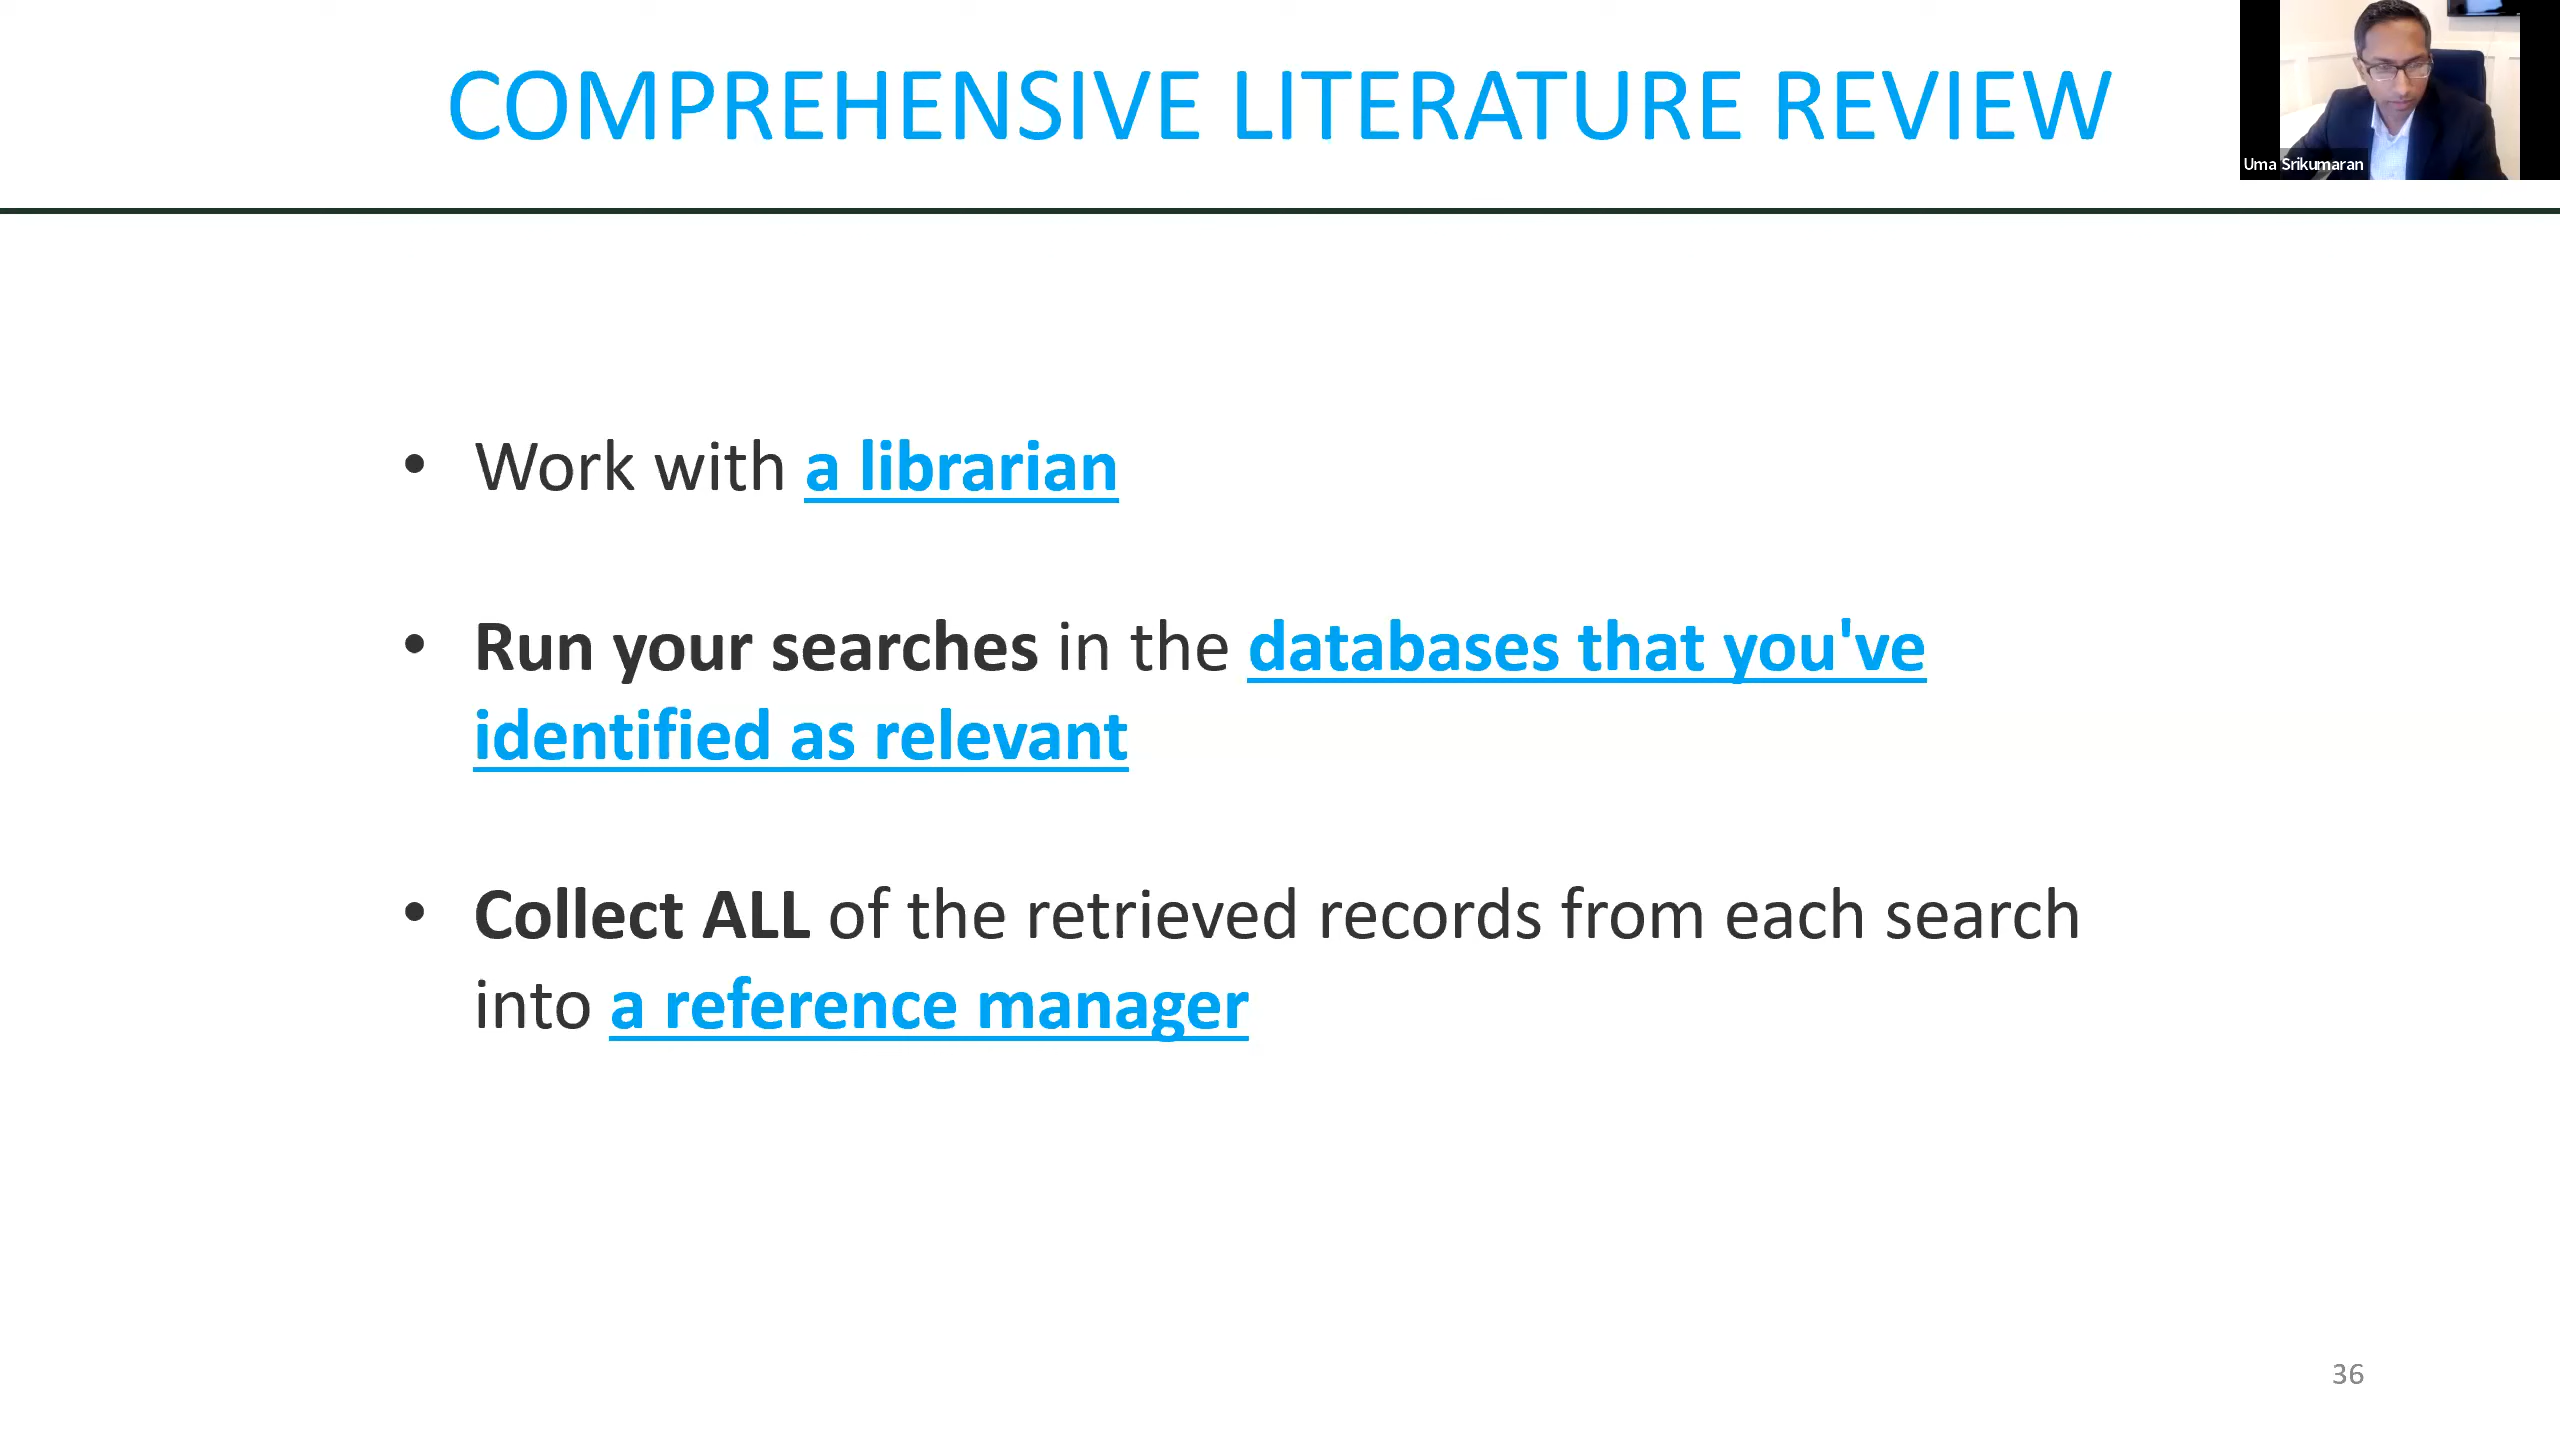 COMPREHENSIVE LITERATURE REVIEW
Uma Srikumaran
• Work with a librarian
• Run your searches in the databases that you've
identified as relevant
• Collect ALL of the retrieved records from each search
into a reference manager
36